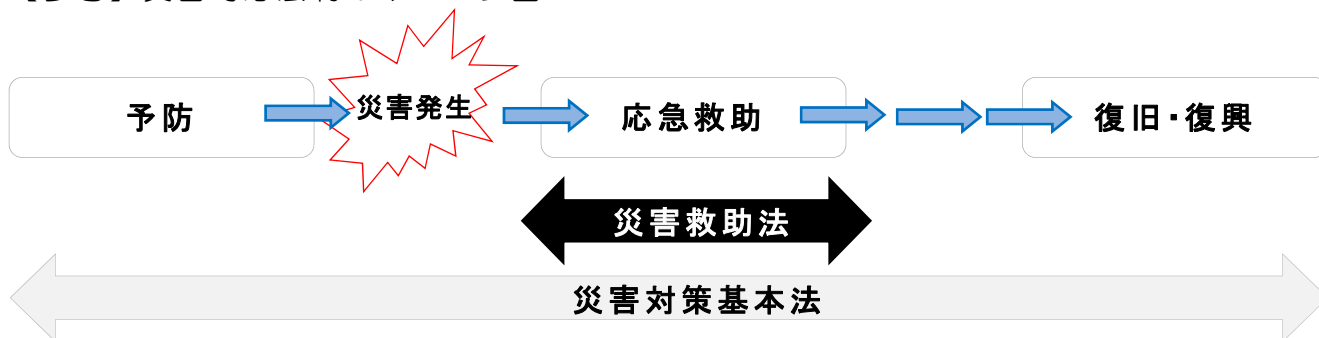 予防
災害発生
応急救助
復旧・復興
災害救助法
災害対策基本法